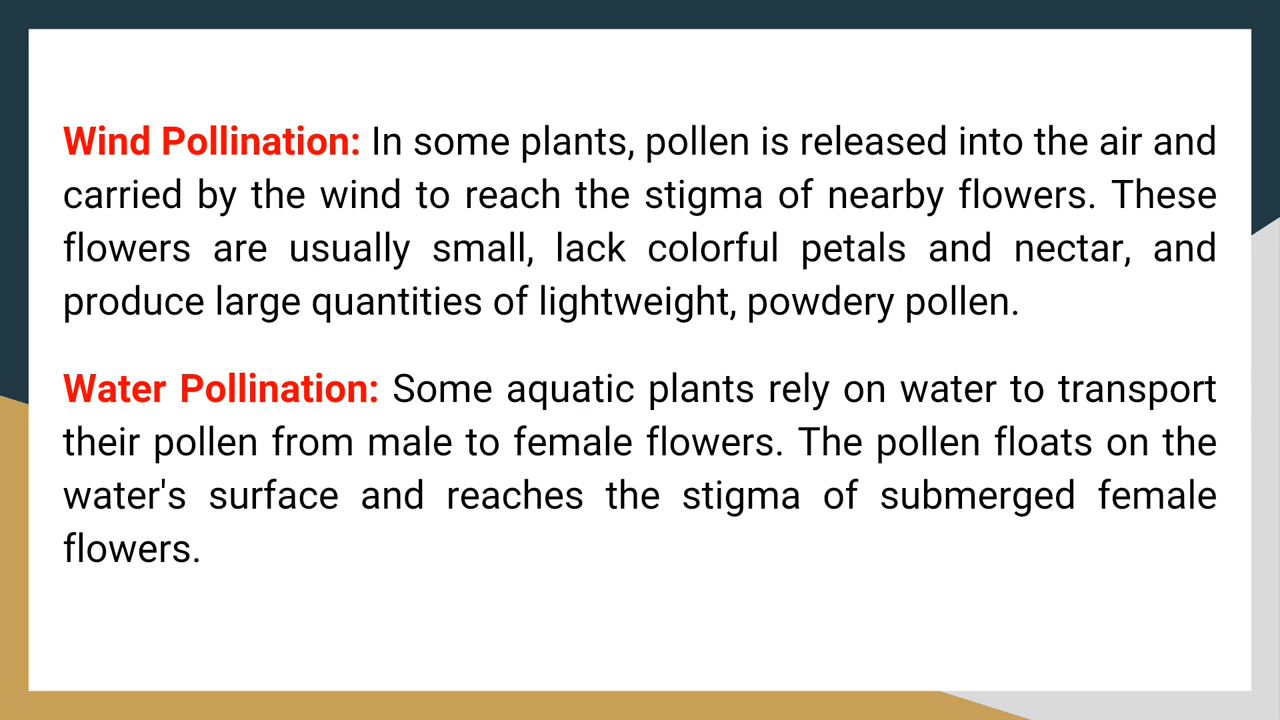 Wind Pollination: In some plants, pollen is released into the air and
carried by the wind to reach the stigma of nearby flowers. These
flowers are usually small, lack colorful petals and nectar, and
produce large quantities of lightweight, powdery pollen.
Water Pollination: Some aquatic plants rely on water to transport
their pollen from male to female flowers. The pollen floats on the
water's surface and reaches the stigma of submerged female
flowers.